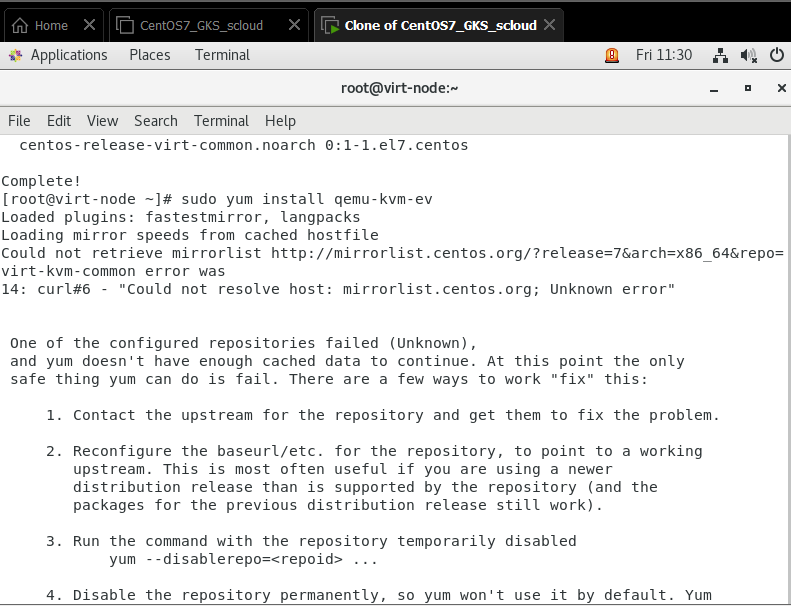 Home
CentOS7_GKS_scloud
Clone of CentOS7_GKS_scloud
Applications Places Terminal Fri 11:30
root@virt-node:~
File Edit View Search Terminal Help
centos-release-virt-common.noarch 0:1-1.el7.centos
Complete!
[root@virt-node ~]# sudo yum install qemu-kvm-ev
Loaded plugins: fastestmirror, langpacks
Loading mirror speeds from cached hostfile
Could not retrieve mirrorlist http://mirrorlist.centos.org/?release=7&arch=x86_64&repo=
virt-kvm-common error was
14: curl#6 - "Could not resolve host: mirrorlist.centos.org; Unknown error"
One of the configured repositories failed (Unknown),
and yum doesn't have enough cached data to continue. At this point the only
safe thing yum can do is fail. There are a few ways to work "fix" this:
1. Contact the upstream for the repository and get them to fix the problem.
2. Reconfigure the baseurl/etc. for the repository, to point to a working
upstream. This is most often useful if you are using a newer
distribution release than is supported by the repository (and the
packages for the previous distribution release still work).
3. Run the command with the repository temporarily disabled
yum --disablerepo=<repoid> ...
4. Disable the repository permanently, so yum won't use it by default. Yum